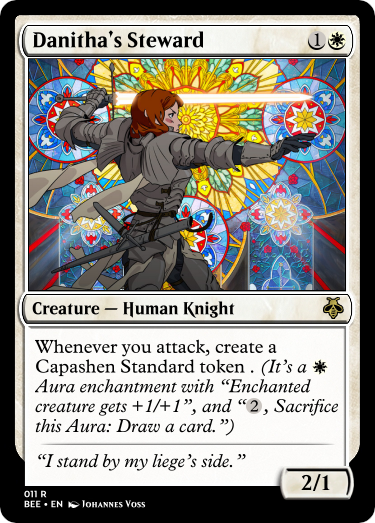 Danitha's Steward 1
Creature — Human Knight
Whenever you attack, create a
Capashen Standard token . (It's a
Aura enchantment with “Enchanted
creature gets +1/+1”, and “2, Sacrifice
this Aura: Draw a card.”)
“I stand by my liege's side.”
2/1
011 R
BEE • EN Johannes Voss